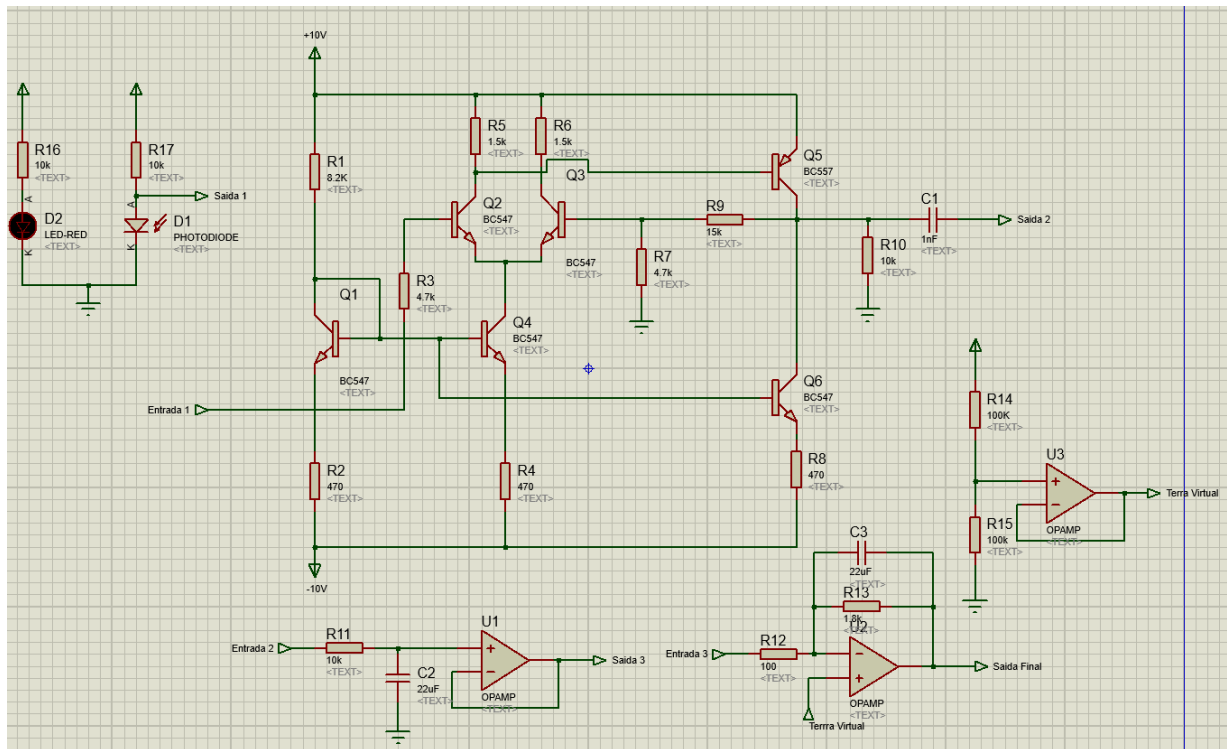 +10V
R16
10k
<TEXT>
D2
LED-RED
<TEXT>
A
K
R17
10k
<TEXT>
Saida 1
A
K
D1
PHOTODIODE
<TEXT>
R1
8.2K
<TEXT>
R5
1.5k
<TEXT>
R6
1.5k
<TEXT>
Q5
BC557
<TEXT>
Q3
BC547
<TEXT>
Q2
BC547
<TEXT>
R9
15k
<TEXT>
C1
1nF
<TEXT>
Saida 2
R7
4.7k
<TEXT>
R10
10k
<TEXT>
R3
4.7k
<TEXT>
Q1
BC547
<TEXT>
Q4
BC547
<TEXT>
Q6
BC547
<TEXT>
Entrada 1
R2
470
<TEXT>
R4
470
<TEXT>
R8
470
<TEXT>
-10V
R14
100K
<TEXT>
R15
100k
<TEXT>
U3
+
−
OPAMP
<TEXT>
Terra Virtual
Entrada 2
R11
10k
<TEXT>
C2
22uF
<TEXT>
U1
+
−
OPAMP
<TEXT>
Saida 3
C3
22uF
<TEXT>
R13
1.8k
<TEXT>
U2
Entrada 3
R12
100
<TEXT>
−
+
OPAMP
<TEXT>
Saida Final
Terrra Virtual